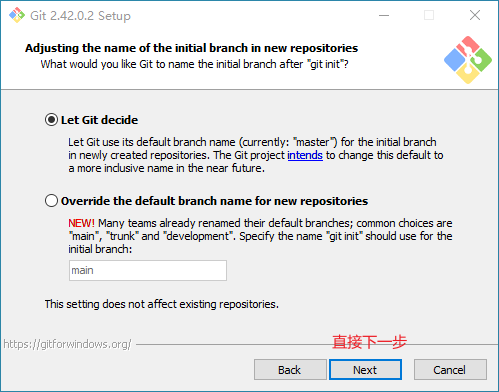 Git 2.42.0.2 Setup
Adjusting the name of the initial branch in new repositories
What would you like Git to name the initial branch after "git init"?
Let Git decide
Let Git use its default branch name (currently: "master") for the initial branch
in newly created repositories. The Git project intends to change this default to
a more inclusive name in the near future.
Override the default branch name for new repositories
NEW! Many teams already renamed their default branches; common choices are
"main", "trunk" and "development". Specify the name "git init" should use for the
initial branch:
main
This setting does not affect existing repositories.
直接下一步
https://gitforwindows.org/
Back
Next
Cancel